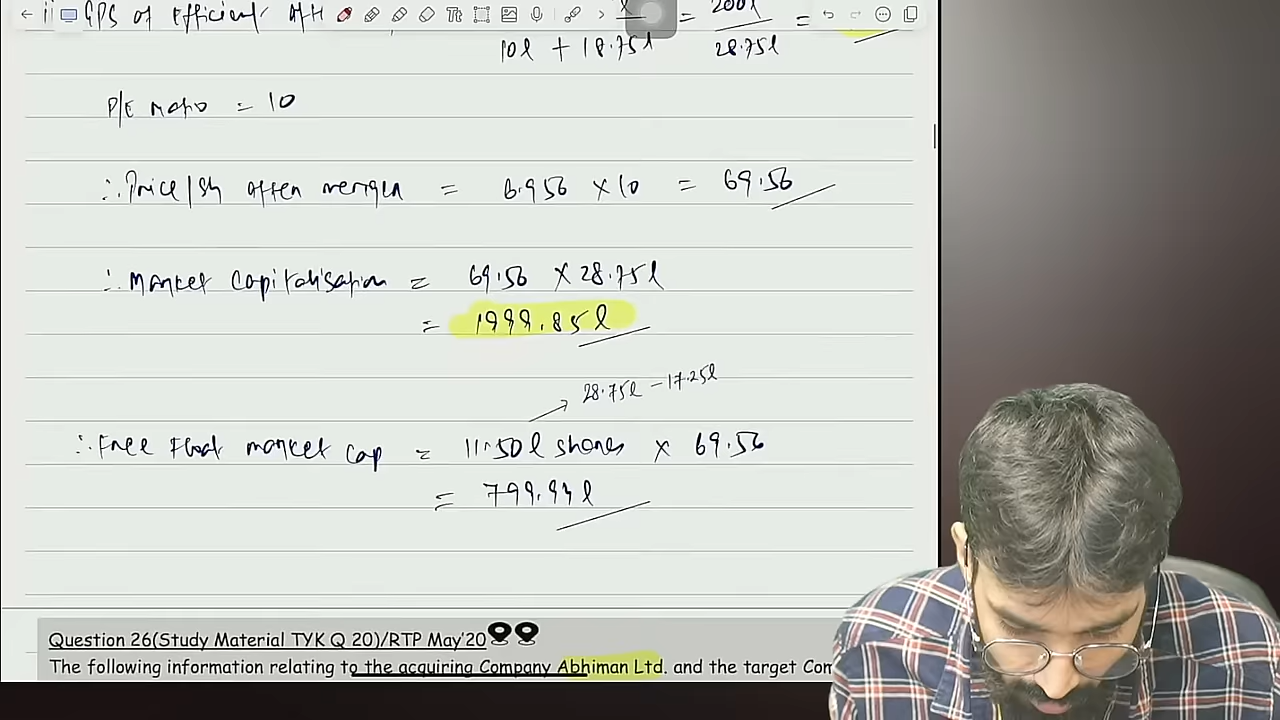 ii EPS of Efficient after
200l
=
=
10l + 18.75l
28.75l
P/E Ratio = 10
∴ Price/sh after merger = 6.956 × 10 = 69.56
∴ Market Capitalisation = 69.56 × 28.75l
= 1999.85l
28.75l - 17.25l
∴ Free Float market cap = 11.50l shares × 69.56
= 799.94l
Question 26(Study Material TYK Q 20)/RTP May'20
The following information relating to the acquiring Company Abhiman Ltd. and the target Com